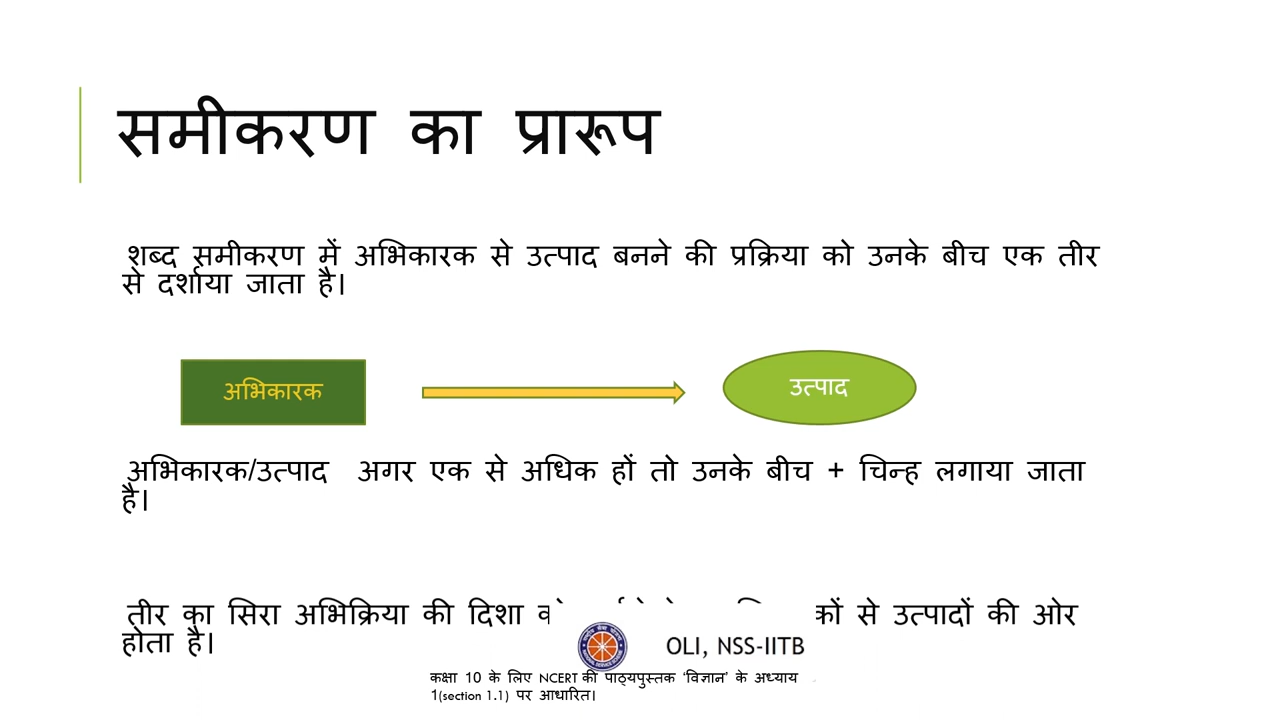 समीकरण का प्रारूप
शब्द समीकरण में अभिकारक से उत्पाद बनने की प्रक्रिया को उनके बीच एक तीर
से दर्शाया जाता है।
अभिकारक
उत्पाद
अभिकारक/उत्पाद अगर एक से अधिक हों तो उनके बीच + चिन्ह लगाया जाता
है।
तीर का सिरा अभिक्रिया की दिशा से उत्पादों की ओर
होता है।
OLI, NSS-IITB
कक्षा 10 के लिए NCERT की पाठ्यपुस्तक ‘विज्ञान’ के अध्याय
1(section 1.1) पर आधारित।